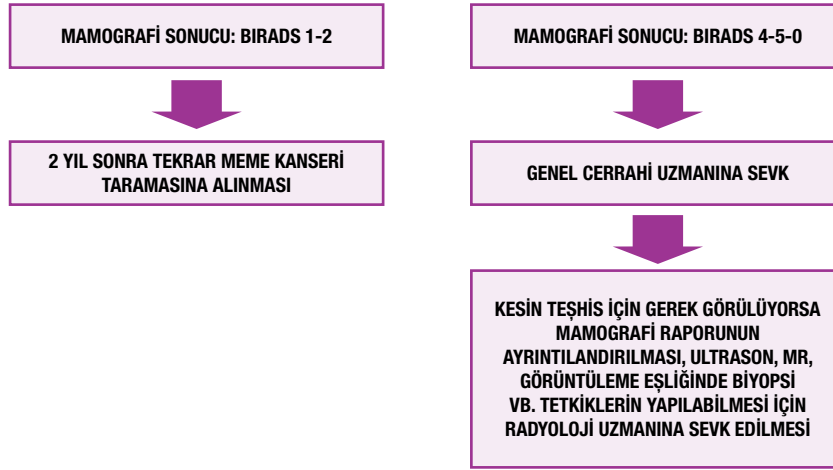 MAMOGRAFİ SONUCU: BIRADS 1-2
2 YIL SONRA TEKRAR MEME KANSERİ
TARAMASINA ALINMASI
MAMOGRAFİ SONUCU: BIRADS 4-5-0
GENEL CERRAHİ UZMANINA SEVK
KESİN TEŞHİS İÇİN GEREK GÖRÜLÜYORSA
MAMOGRAFİ RAPORUNUN
AYRINTILANDIRILMASI, ULTRASON, MR,
GÖRÜNTÜLEME EŞLİĞİNDE BİYOPSİ
VB. TETKİKLERİN YAPILABİLMESİ İÇİN
RADYOLOJİ UZMANINA SEVK EDİLMESİ